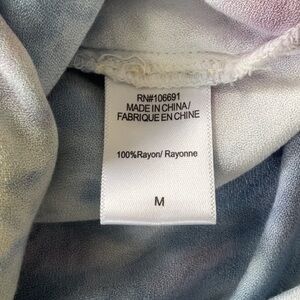 RN#106691
MADE IN CHINA/
FABRIQUE EN CHINE
100%Rayon/ Rayonne
M